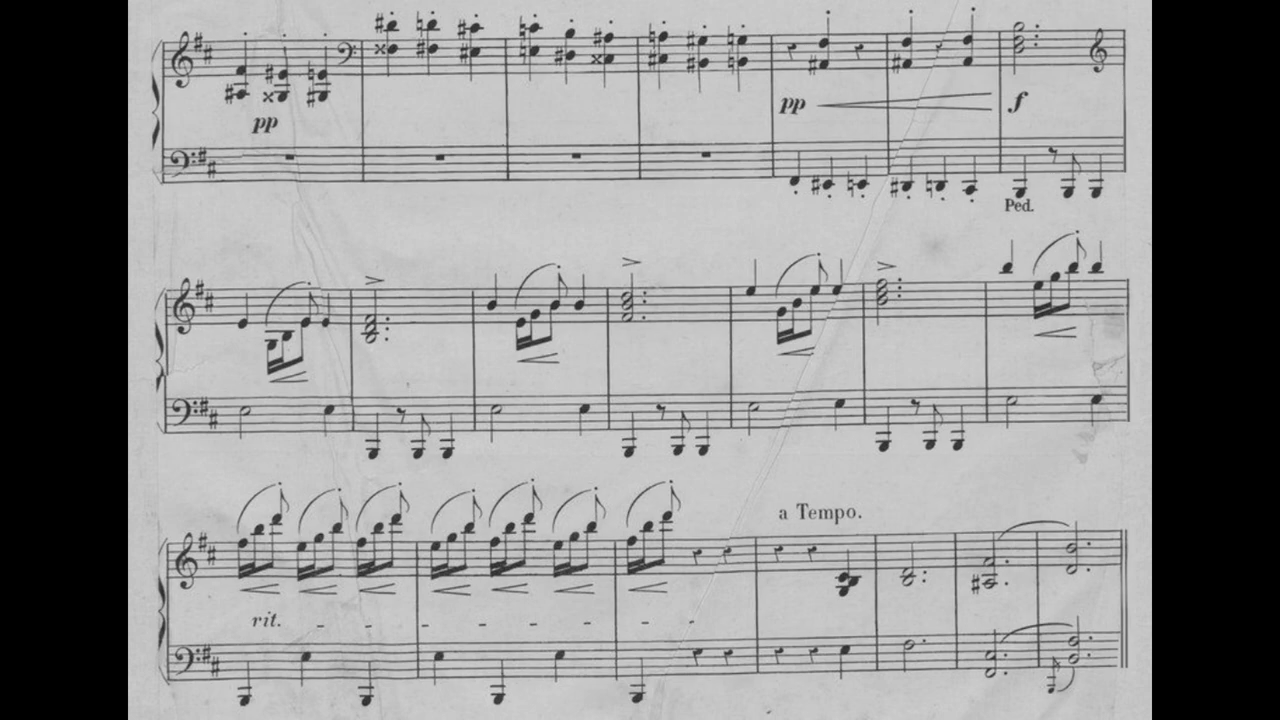 pp
pp f
Ped.
a Tempo.
rit. - - - - - - - -